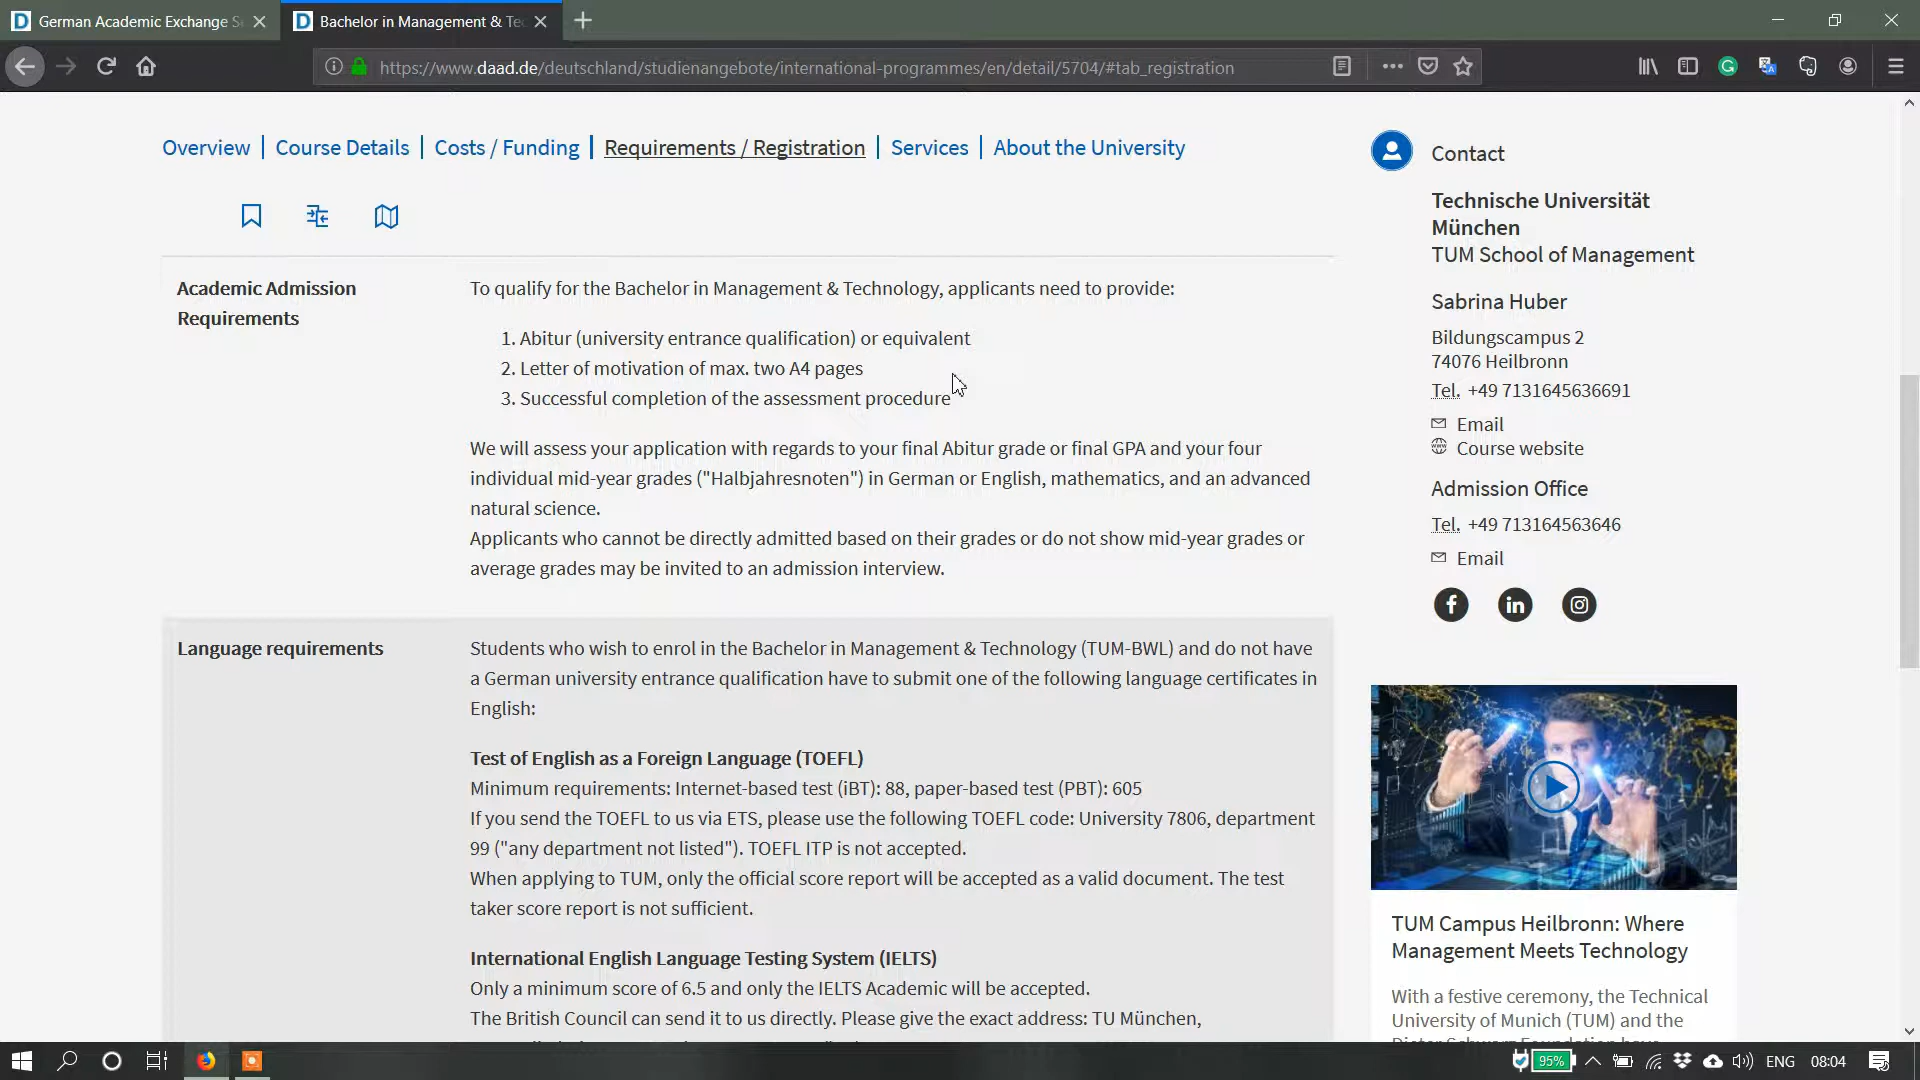 German Academic Exchange S
Bachelor in Management & Te
https://www.daad.de/deutschland/studienangebote/international-programmes/en/detail/5704/#tab_registration
Overview | Course Details | Costs / Funding | Requirements / Registration | Services | About the University
Academic Admission
Requirements
To qualify for the Bachelor in Management & Technology, applicants need to provide:
1. Abitur (university entrance qualification) or equivalent
2. Letter of motivation of max. two A4 pages
3. Successful completion of the assessment procedure
We will assess your application with regards to your final Abitur grade or final GPA and your four
individual mid-year grades ("Halbjahresnoten") in German or English, mathematics, and an advanced
natural science.
Applicants who cannot be directly admitted based on their grades or do not show mid-year grades or
average grades may be invited to an admission interview.
Language requirements
Students who wish to enrol in the Bachelor in Management & Technology (TUM-BWL) and do not have
a German university entrance qualification have to submit one of the following language certificates in
English:
Test of English as a Foreign Language (TOEFL)
Minimum requirements: Internet-based test (iBT): 88, paper-based test (PBT): 605
If you send the TOEFL to us via ETS, please use the following TOEFL code: University 7806, department
99 ("any department not listed"). TOEFL ITP is not accepted.
When applying to TUM, only the official score report will be accepted as a valid document. The test
taker score report is not sufficient.
International English Language Testing System (IELTS)
Only a minimum score of 6.5 and only the IELTS Academic will be accepted.
The British Council can send it to us directly. Please give the exact address: TU München,
Contact
Technische Universität
München
TUM School of Management
Sabrina Huber
Bildungscampus 2
74076 Heilbronn
Tel. +49 7131645636691
Email
Course website
Admission Office
Tel. +49 713164563646
Email
TUM Campus Heilbronn: Where
Management Meets Technology
With a festive ceremony, the Technical
University of Munich (TUM) and the
95%
ENG
08:04